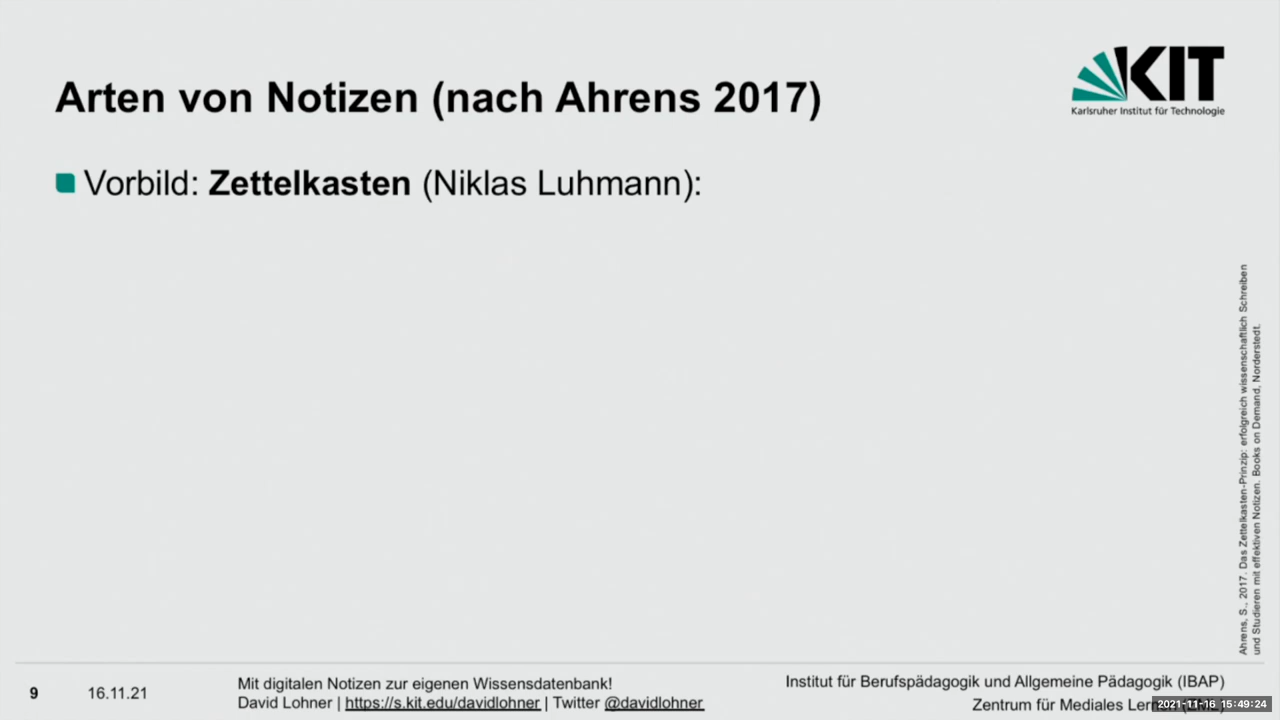 KIT
Karlsruher Institut für Technologie
Arten von Notizen (nach Ahrens 2017)
Vorbild: Zettelkasten (Niklas Luhmann):
Ahrens, S., 2017. Das Zettelkasten-Prinzip: erfolgreich wissenschaftlich Schreiben
und Studieren mit effektiven Notizen. Books on Demand, Norderstedt.
9
16.11.21
Mit digitalen Notizen zur eigenen Wissensdatenbank!
David Lohner | https://s.kit.edu/davidlohner | Twitter @davidlohner
Institut für Berufspädagogik und Allgemeine Pädagogik (IBAP)
Zentrum für Mediales Lernen (ZML)
2021-11-16 15:49:24